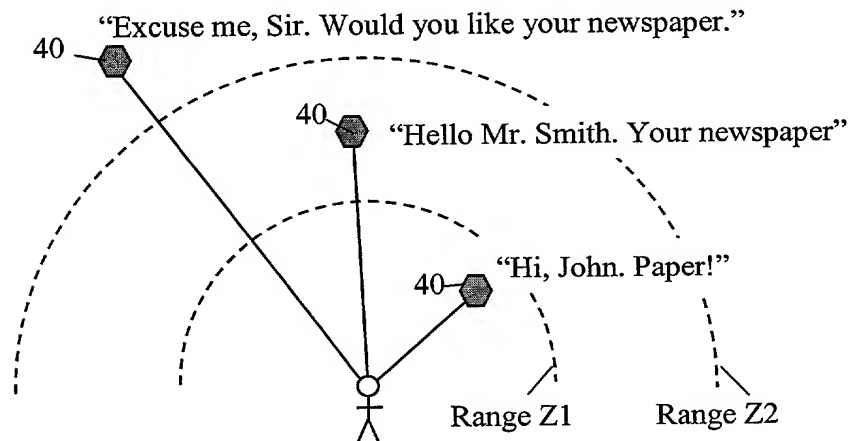 “Excuse me, Sir. Would you like your newspaper.”
40
40
“Hello Mr. Smith. Your newspaper”
“Hi, John. Paper!”
40
Range Z1
Range Z2